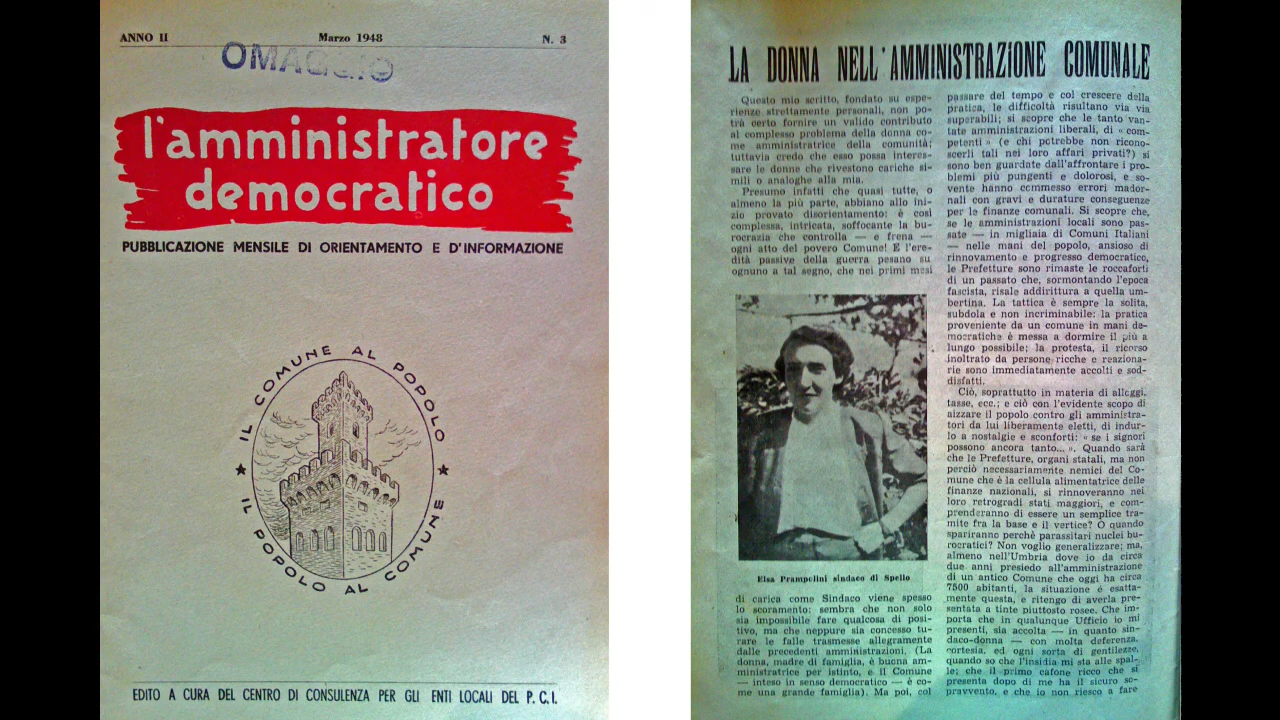 ANNO II
Marzo 1948
N. 3
OMAGGIO
l'amministratore
democratico
PUBBLICAZIONE MENSILE DI ORIENTAMENTO E D'INFORMAZIONE
★ IL COMUNE AL POPOLO ★
IL POPOLO AL COMUNE
EDITO A CURA DEL CENTRO DI CONSULENZA PER GLI ENTI LOCALI DEL P.C.I.
LA DONNA NELL'AMMINISTRAZIONE COMUNALE
Questo mio scritto, fondato su espe-
rienze strettamente personali, non po-
trà certo fornire un valido contributo
al complesso problema della donna co-
me amministratrice della comunità;
tuttavia credo che esso possa interes-
sare le donne che rivestono cariche si-
mili o analoghe alla mia.
Presumo infatti che quasi tutte, o
almeno la più parte, abbiano allo ini-
zio provato disorientamento: è così
complessa, intricata, soffocante la bu-
rocrazia che controlla — e frena —
ogni atto del povero Comune! E l'ere-
dità passive della guerra pesano su
ognuno a tal segno, che nei primi mesi
Elsa Prampolini sindaco di Spello
di carica come Sindaco viene spesso
lo scoramento: sembra che non solo
sia impossibile fare qualcosa di posi-
tivo, ma che neppure sia concesso tu-
rare le falle trasmesse allegramente
dalle precedenti amministrazioni. (La
donna, madre di famiglia, è buona am-
ministratrice per istinto, e il Comune
— inteso in senso democratico — è co-
me una grande famiglia). Ma poi, col
passare del tempo e col crescere della
pratica, le difficoltà risultano via via
superabili; si scopre che le tanto van-
tate amministrazioni liberali, di « com-
petenti » (e chi potrebbe non ricono-
scerli tali nei loro affari privati?) si
sono ben guardate dall'affrontare i pro-
blemi più pungenti e dolorosi, e so-
vente hanno commesso errori mador-
nali con gravi e durature conseguenze
per le finanze comunali. Si scopre che,
se le amministrazioni locali sono pas-
sate — in migliaia di Comuni Italiani
— nelle mani del popolo, ansioso di
rinnovamento e progresso democratico,
le Prefetture sono rimaste le roccaforti
di un passato che, sormontando l'epoca
fascista, risale addirittura a quella um-
bertina. La tattica è sempre la solita,
subdola e non incriminabile: la pratica
proveniente da un comune in mani de-
mocratiche è messa a dormire il più a
lungo possibile; la protesta, il ricorso
inoltrato da persone ricche e reaziona-
rie sono immediatamente accolti e sod-
disfatti.
Ciò, soprattutto in materia di alloggi,
tasse, ecc.; e ciò con l'evidente scopo di
aizzare il popolo contro gli amministra-
tori da lui liberamente eletti, di indur-
lo a nostalgie e sconforti: « se i signori
possono ancora tanto... ». Quando sarà
che le Prefetture, organi statali, ma non
perciò necessariamente nemici del Co-
mune che è la cellula alimentatrice delle
finanze nazionali, si rinnoveranno nei
loro retrogradi stati maggiori, e com-
prenderanno di essere un semplice tra-
mite fra la base e il vertice? O quando
spariranno perchè parassitari nuclei bu-
rocratici? Non voglio generalizzare; ma,
almeno nell'Umbria dove io da circa
due anni presiedo all'amministrazione
di un antico Comune che oggi ha circa
7500 abitanti, la situazione è esatta-
mente questa, e ritengo di averla pre-
sentata a tinte piuttosto rosee. Che im-
porta che in qualunque Ufficio io mi
presenti, sia accolta — in quanto sin-
daco-donna — con molta deferenza,
cortesia, ed ogni sorta di gentilezze,
quando so che l'insidia mi sta alle spal-
le; che il primo cafone ricco che si
presenta dopo di me ha il sicuro so-
pravvento, e che io non riesco a fare